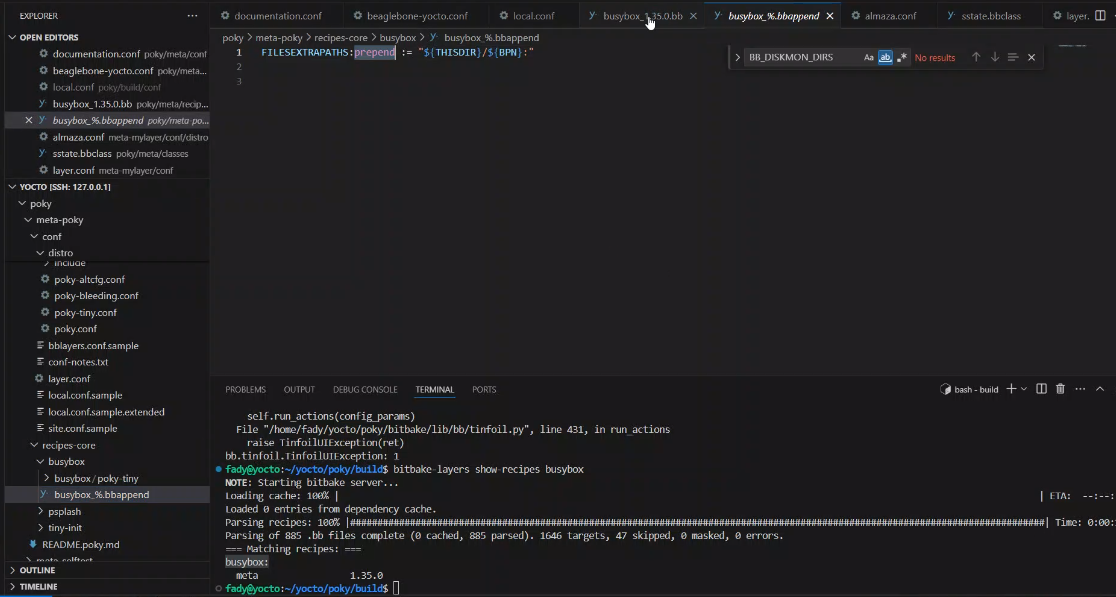 EXPLORER
···
OPEN EDITORS
documentation.conf poky/meta/conf
beaglebone-yocto.conf poky/meta...
local.conf poky/build/conf
busybox_1.35.0.bb poky/meta/recip...
busybox_%.bbappend poky/meta-po...
almaza.conf meta-mylayer/conf/distro
sstate.bbclass poky/meta/classes
layer.conf meta-mylayer/conf
YOCTO [SSH: 127.0.0.1]
poky
meta-poky
conf
distro
include
poky-altcfg.conf
poky-bleeding.conf
poky-tiny.conf
poky.conf
bblayers.conf.sample
conf-notes.txt
layer.conf
local.conf.sample
local.conf.sample.extended
site.conf.sample
recipes-core
busybox
busybox / poky-tiny
busybox_%.bbappend
psplash
tiny-init
README.poky.md
meta-selftest
OUTLINE
TIMELINE
documentation.conf
beaglebone-yocto.conf
local.conf
busybox_1.35.0.bb
busybox_%.bbappend
almaza.conf
sstate.bbclass
layer.
poky > meta-poky > recipes-core > busybox > busybox_%.bbappend
1 FILESEXTRAPATHS:prepend := "${THISDIR}/${BPN}:"
2
3
BB_DISKMON_DIRS
Aa
ab
No results
PROBLEMS
OUTPUT
DEBUG CONSOLE
TERMINAL
PORTS
bash - build
self.run_actions(config_params)
File "/home/fady/yocto/poky/bitbake/lib/bb/tinfoil.py", line 431, in run_actions
raise TinfoilUIException(ret)
bb.tinfoil.TinfoilUIException: 1
fady@yocto:~/yocto/poky/build$ bitbake-layers show-recipes busybox
NOTE: Starting bitbake server...
Loading cache: 100% | | ETA: --:--:
Loaded 0 entries from dependency cache.
Parsing recipes: 100% |##########################################################################################################| Time: 0:00:
Parsing of 885 .bb files complete (0 cached, 885 parsed). 1646 targets, 47 skipped, 0 masked, 0 errors.
=== Matching recipes: ===
busybox:
meta 1.35.0
fady@yocto:~/yocto/poky/build$